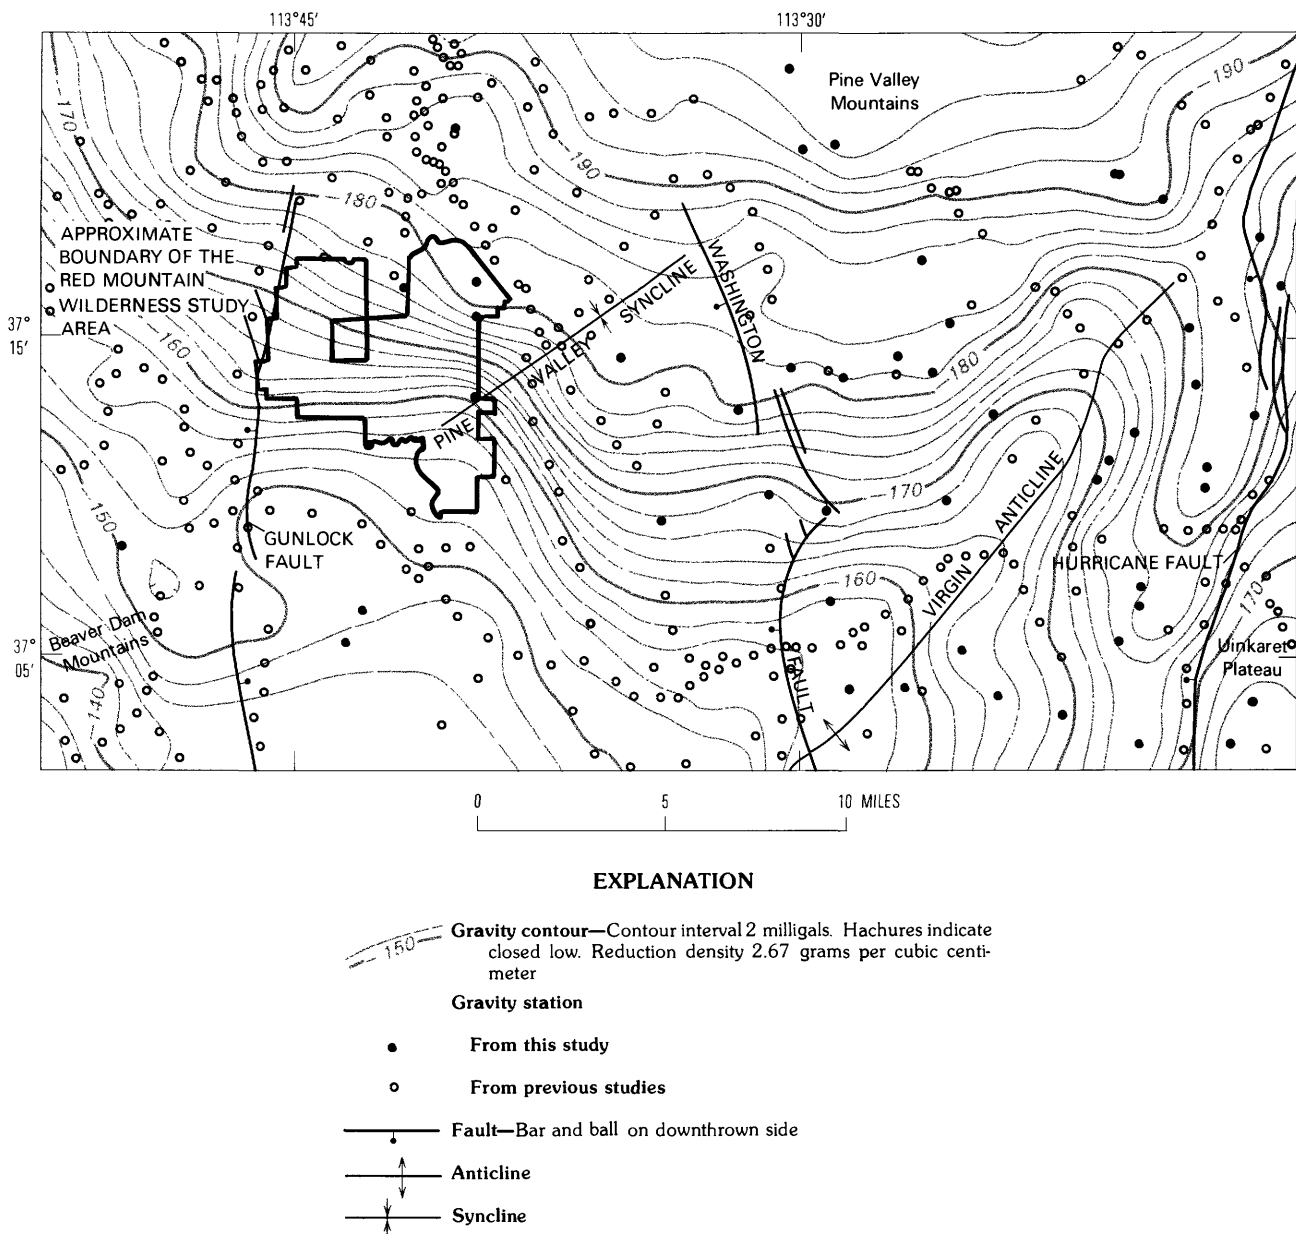 113°45′
113°30′
Pine Valley
Mountains
190
170
190
180
APPROXIMATE
BOUNDARY OF THE
RED MOUNTAIN
WILDERNESS STUDY
AREA
WASHINGTON
37°
15′
PINE VALLEY SYNCLINE
160
180
170
150
GUNLOCK
FAULT
VIRGIN ANTICLINE
HURRICANE FAULT
160
170
37°
05′
Beaver Dam
Mountains
FAULT
Uinkaret
Plateau
140
0 5 10 MILES
EXPLANATION
150
Gravity contour—Contour interval 2 milligals. Hachures indicate
closed low. Reduction density 2.67 grams per cubic centi-
meter
Gravity station
From this study
From previous studies
Fault—Bar and ball on downthrown side
Anticline
Syncline